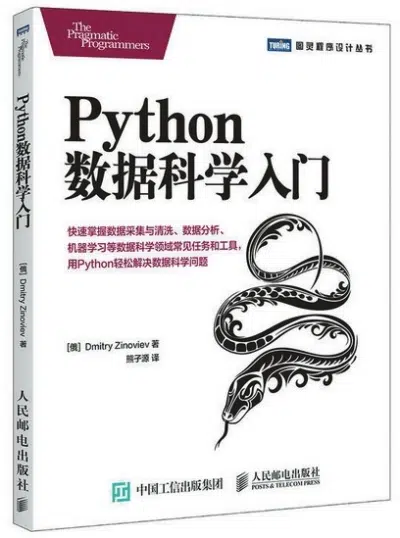 The
Pragmatic
Programmers
TURING
图灵程序设计丛书
Python
数据科学入门
快速掌握数据采集与清洗、数据分析、
机器学习等数据科学领域常见任务和工具，
用Python轻松解决数据科学问题
[俄] Dmitry Zinoviev 著
熊子源 译
中国工信出版集团
人民邮电出版社
POSTS & TELECOM PRESS
The
Pragmatic
Programmers
Python数据科学入门
[俄] Dmitry Zinoviev 著
人民邮电出版社